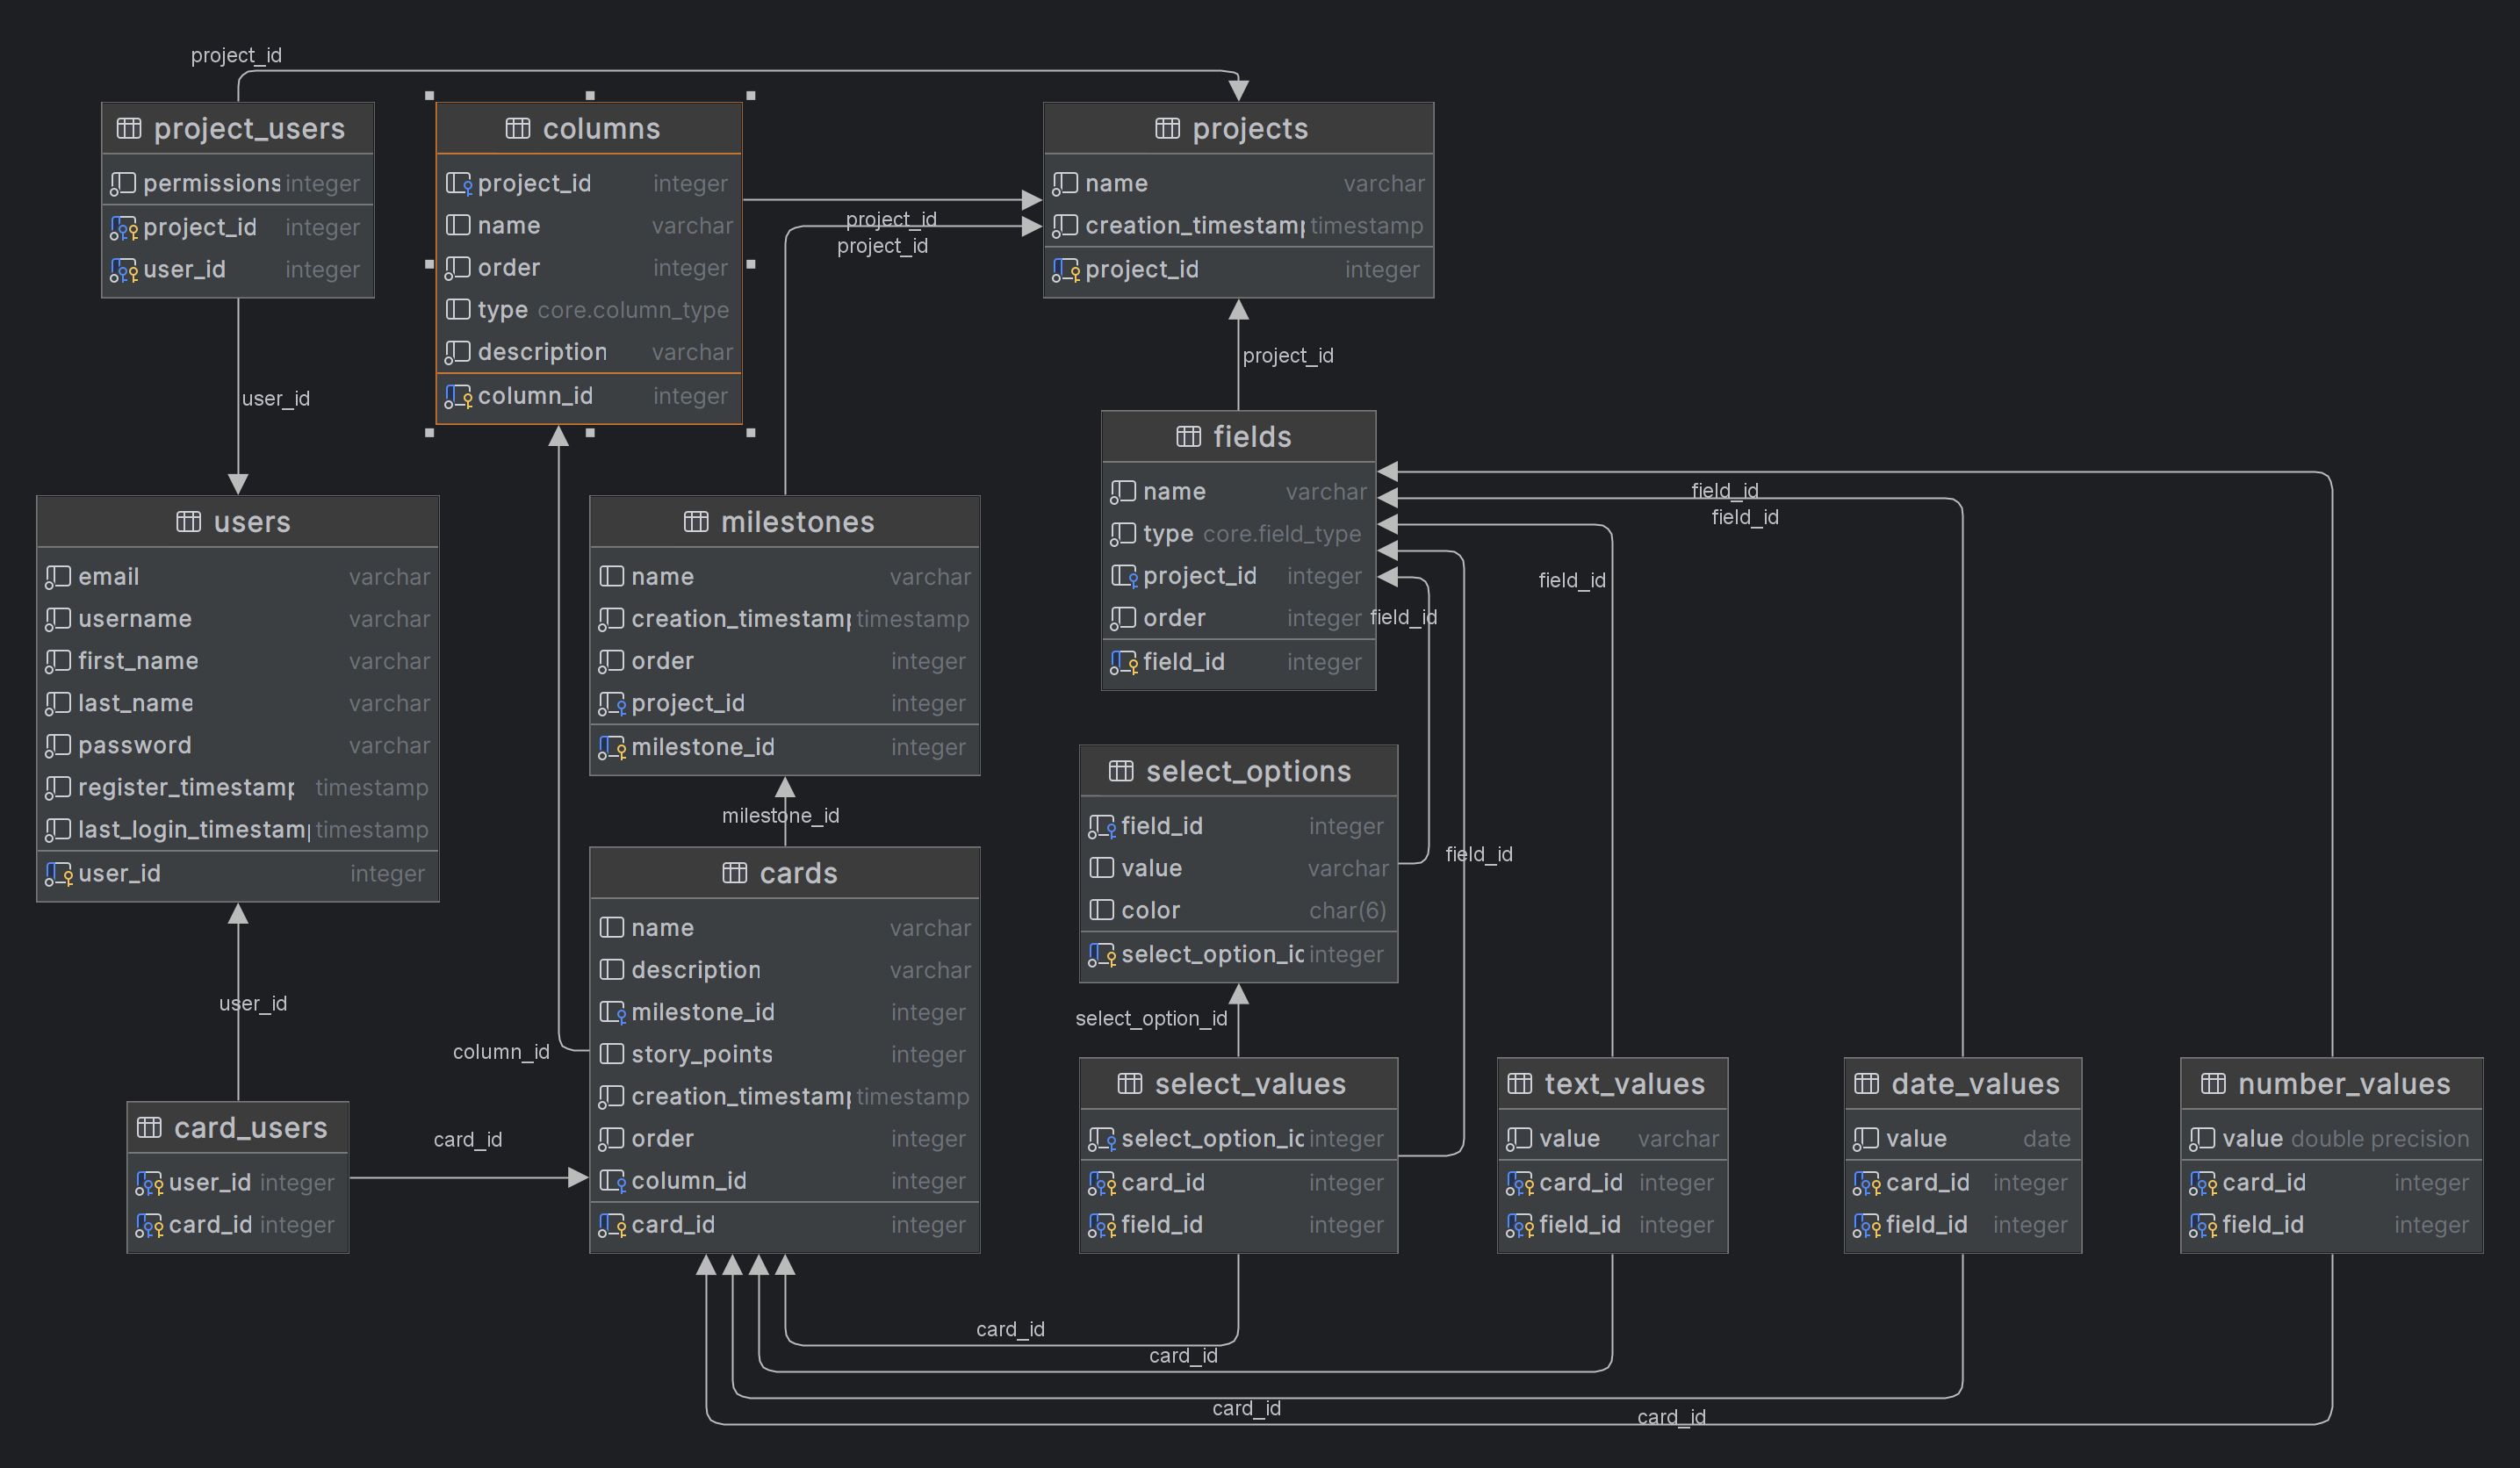 project_id
project_users
permissions integer
project_id integer
user_id integer
columns
project_id integer
name varchar
order integer
type core.column_type
description varchar
column_id integer
projects
name varchar
creation_timestamp timestamp
project_id integer
project_id
project_id
user_id
project_id
fields
name varchar
type core.field_type
project_id integer
order integer
field_id integer
field_id
field_id
field_id
field_id
users
email varchar
username varchar
first_name varchar
last_name varchar
password varchar
register_timestamp timestamp
last_login_timestam timestamp
user_id integer
milestones
name varchar
creation_timestamp timestamp
order integer
project_id integer
milestone_id integer
milestone_id
select_options
field_id integer
value varchar
color char(6)
select_option_id integer
field_id
cards
name varchar
description varchar
milestone_id integer
story_points integer
creation_timestamp timestamp
order integer
column_id integer
card_id integer
user_id
column_id
select_option_id
card_users
user_id integer
card_id integer
card_id
select_values
select_option_id integer
card_id integer
field_id integer
text_values
value varchar
card_id integer
field_id integer
date_values
value date
card_id integer
field_id integer
number_values
value double precision
card_id integer
field_id integer
card_id
card_id
card_id
card_id